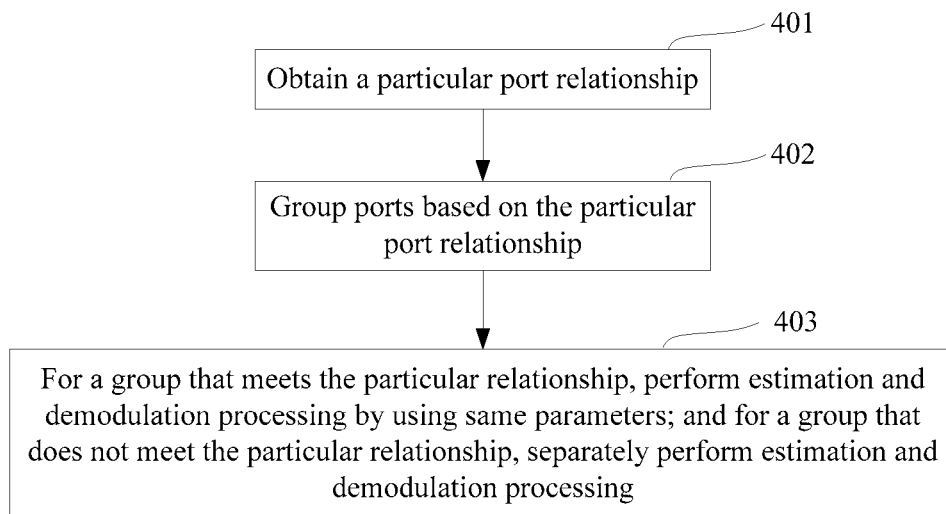 401
Obtain a particular port relationship
402
Group ports based on the particular
port relationship
403
For a group that meets the particular relationship, perform estimation and
demodulation processing by using same parameters; and for a group that
does not meet the particular relationship, separately perform estimation and
demodulation processing